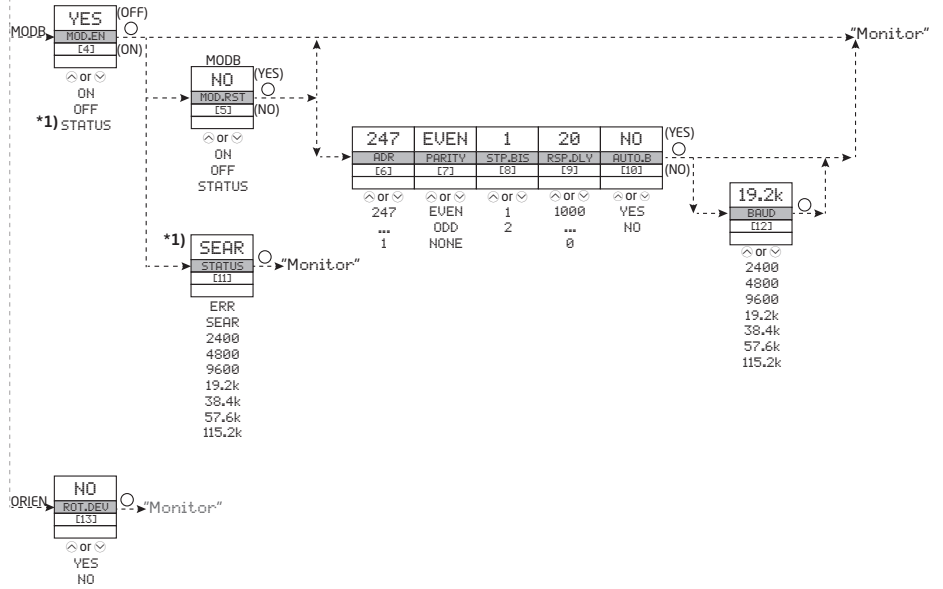 MODB
YES
MOD.EN
[4]
(OFF)
(ON)
or
ON
OFF
*1) STATUS
"Monitor"
MODB
NO
MOD.RST
[5]
(YES)
(NO)
or
ON
OFF
STATUS
247 EVEN 1 20 NO
ADR PARITY STP.BIS RSP.DLY AUTO.B
[6] [7] [8] [9] [10]
(YES)
(NO)
or or or or or
247 EVEN 1 1000 YES
... ODD 2 ... NO
1 NONE 0
19.2k
BAUD
[12]
or
2400
4800
9600
19.2k
38.4k
57.6k
115.2k
*1)
SEAR
STATUS
[11]
"Monitor"
ERR
SEAR
2400
4800
9600
19.2k
38.4k
57.6k
115.2k
ORIEN
NO
ROT.DEV
[13]
"Monitor"
or
YES
NO